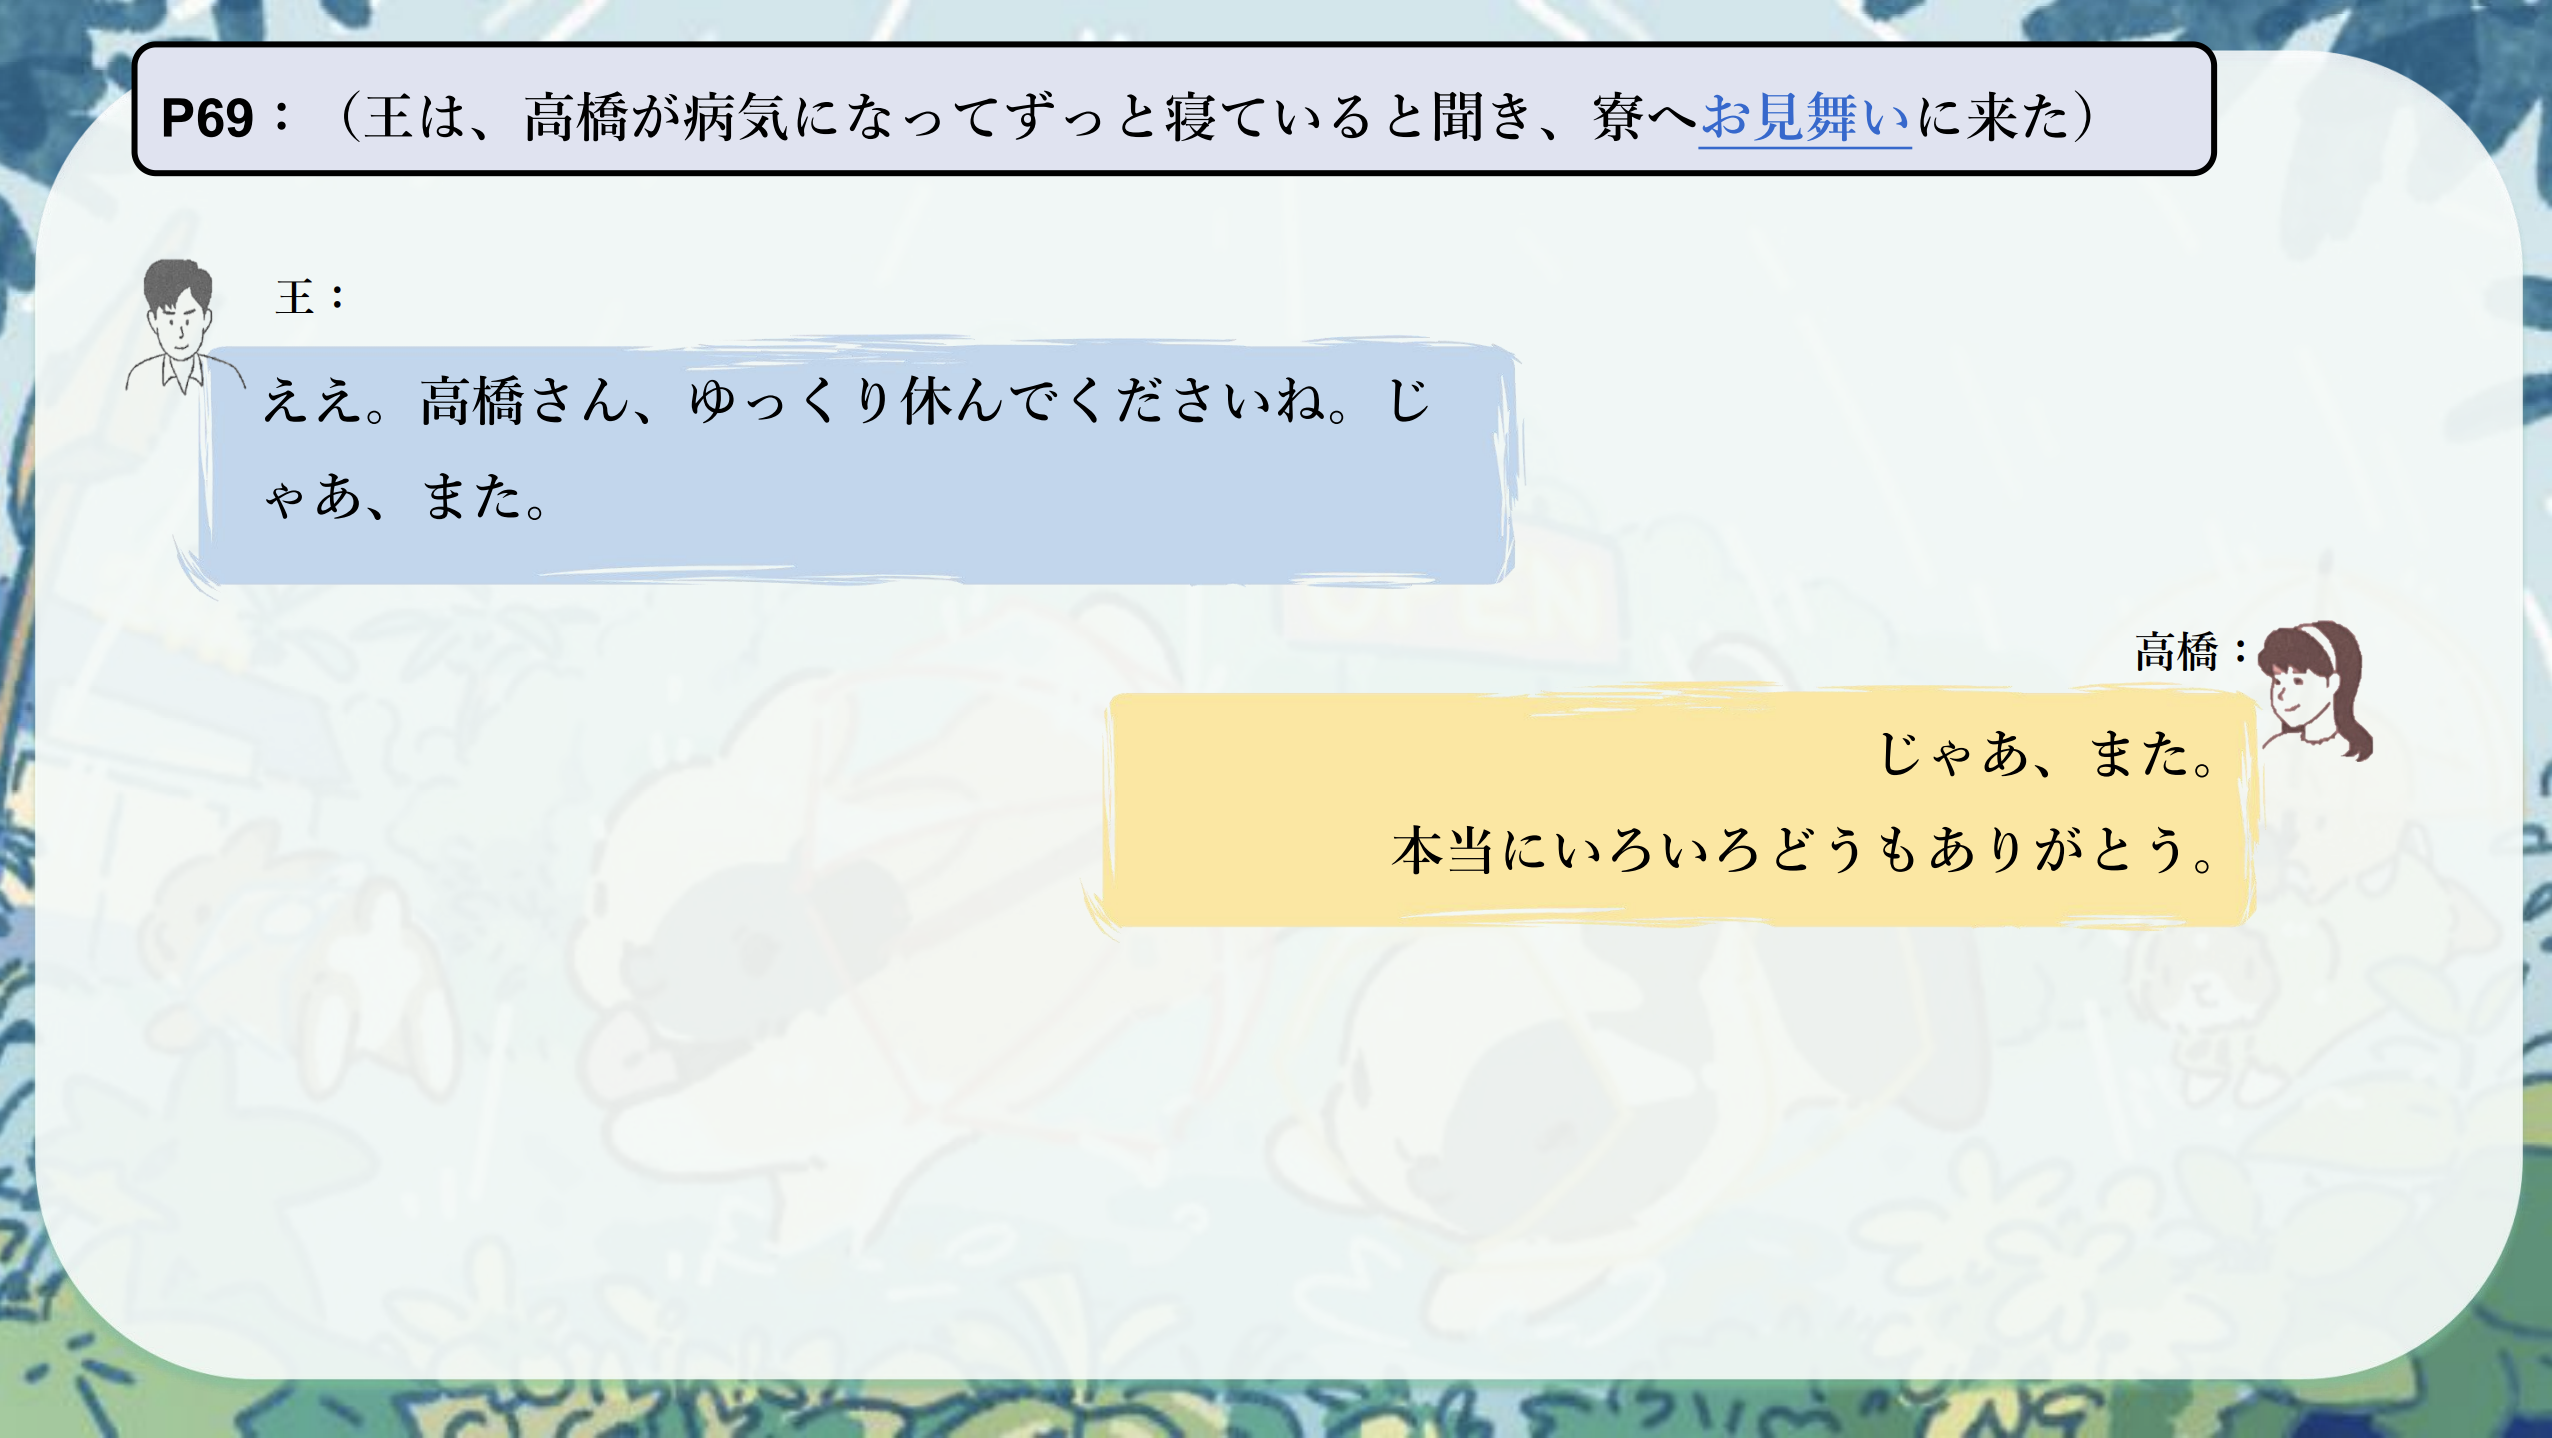 P69：（王は、高橋が病気になってずっと寝ていると聞き、寮へお見舞いに来た）
王：
ええ。高橋さん、ゆっくり休んでくださいね。じ
ゃあ、また。
高橋：
じゃあ、また。
本当にいろいろどうもありがとう。